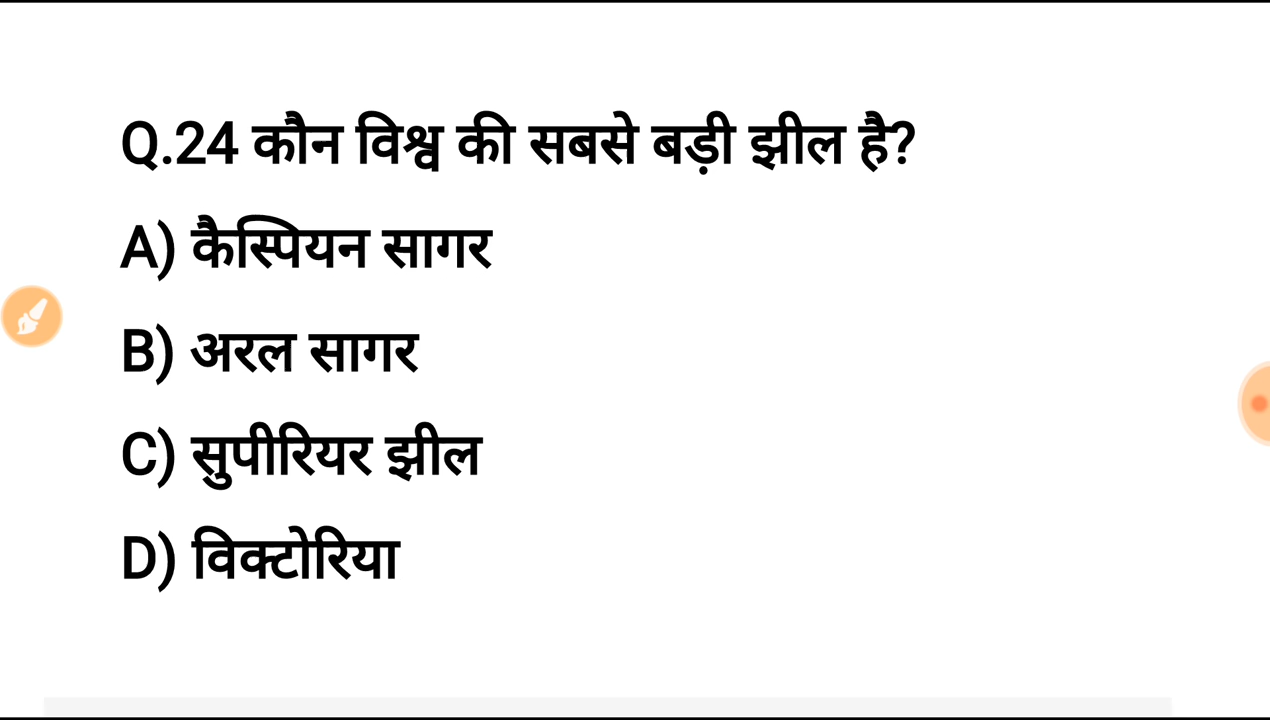 Q.24 कौन विश्व की सबसे बड़ी झील है?
A) कैस्पियन सागर
B) अरल सागर
C) सुपीरियर झील
D) विक्टोरिया